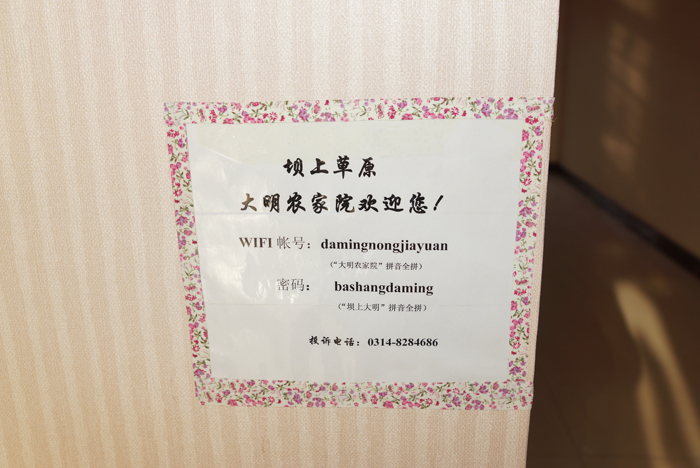 坝上草原
大明农家院欢迎您！
WIFI 帐号：damingnongjiayuan
（“大明农家院”拼音全拼）
密码： bashangdaming
（“坝上大明”拼音全拼）
投诉电话：0314-8284686